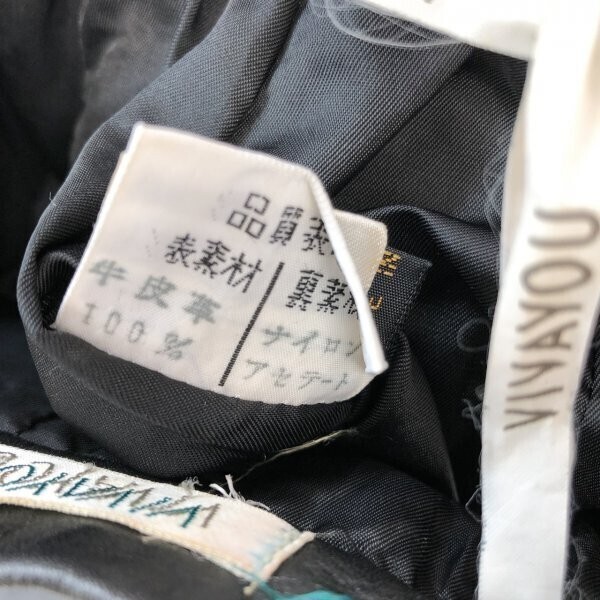 品質表
表素材
牛皮革
100%
裏素材
ナイロン
アセテート
VIVAYOU